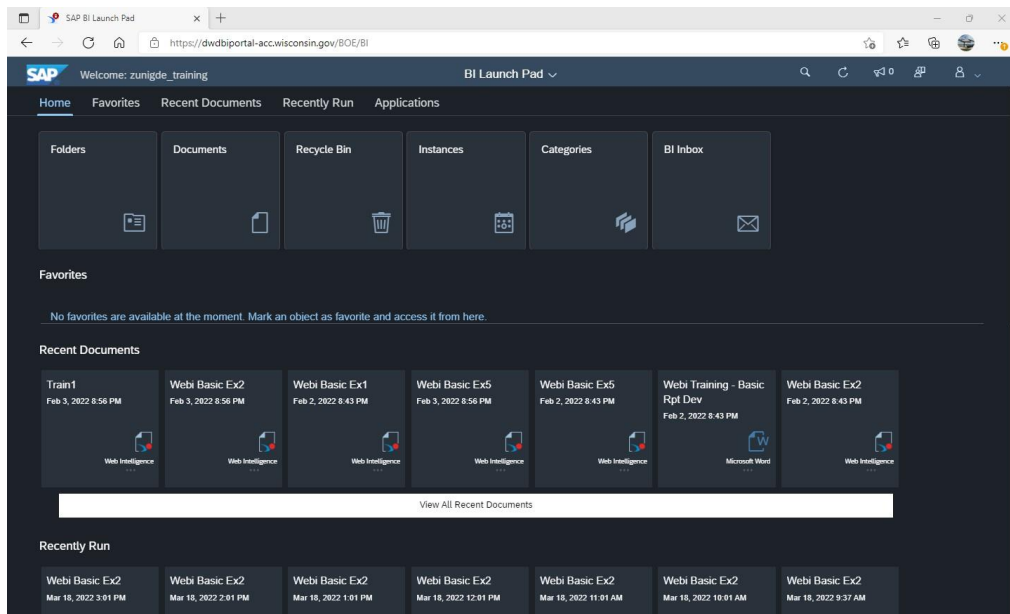 SAP BI Launch Pad
https://dwdbiportal-acc.wisconsin.gov/BOE/BI
SAP Welcome: zunigde_training BI Launch Pad 0
Home Favorites Recent Documents Recently Run Applications
Folders Documents Recycle Bin Instances Categories BI Inbox
Favorites
No favorites are available at the moment. Mark an object as favorite and access it from here.
Recent Documents
Train1
Feb 3, 2022 8:56 PM
Web Intelligence
Webi Basic Ex2
Feb 3, 2022 8:56 PM
Web Intelligence
Webi Basic Ex1
Feb 2, 2022 8:43 PM
Web Intelligence
Webi Basic Ex5
Feb 3, 2022 8:56 PM
Web Intelligence
Webi Basic Ex5
Feb 2, 2022 8:43 PM
Web Intelligence
Webi Training - Basic
Rpt Dev
Feb 2, 2022 8:43 PM
W
Microsoft Word
Webi Basic Ex2
Feb 2, 2022 8:43 PM
Web Intelligence
View All Recent Documents
Recently Run
Webi Basic Ex2
Mar 18, 2022 3:01 PM
Webi Basic Ex2
Mar 18, 2022 2:01 PM
Webi Basic Ex2
Mar 18, 2022 1:01 PM
Webi Basic Ex2
Mar 18, 2022 12:01 PM
Webi Basic Ex2
Mar 18, 2022 11:01 AM
Webi Basic Ex2
Mar 18, 2022 10:01 AM
Webi Basic Ex2
Mar 18, 2022 9:37 AM